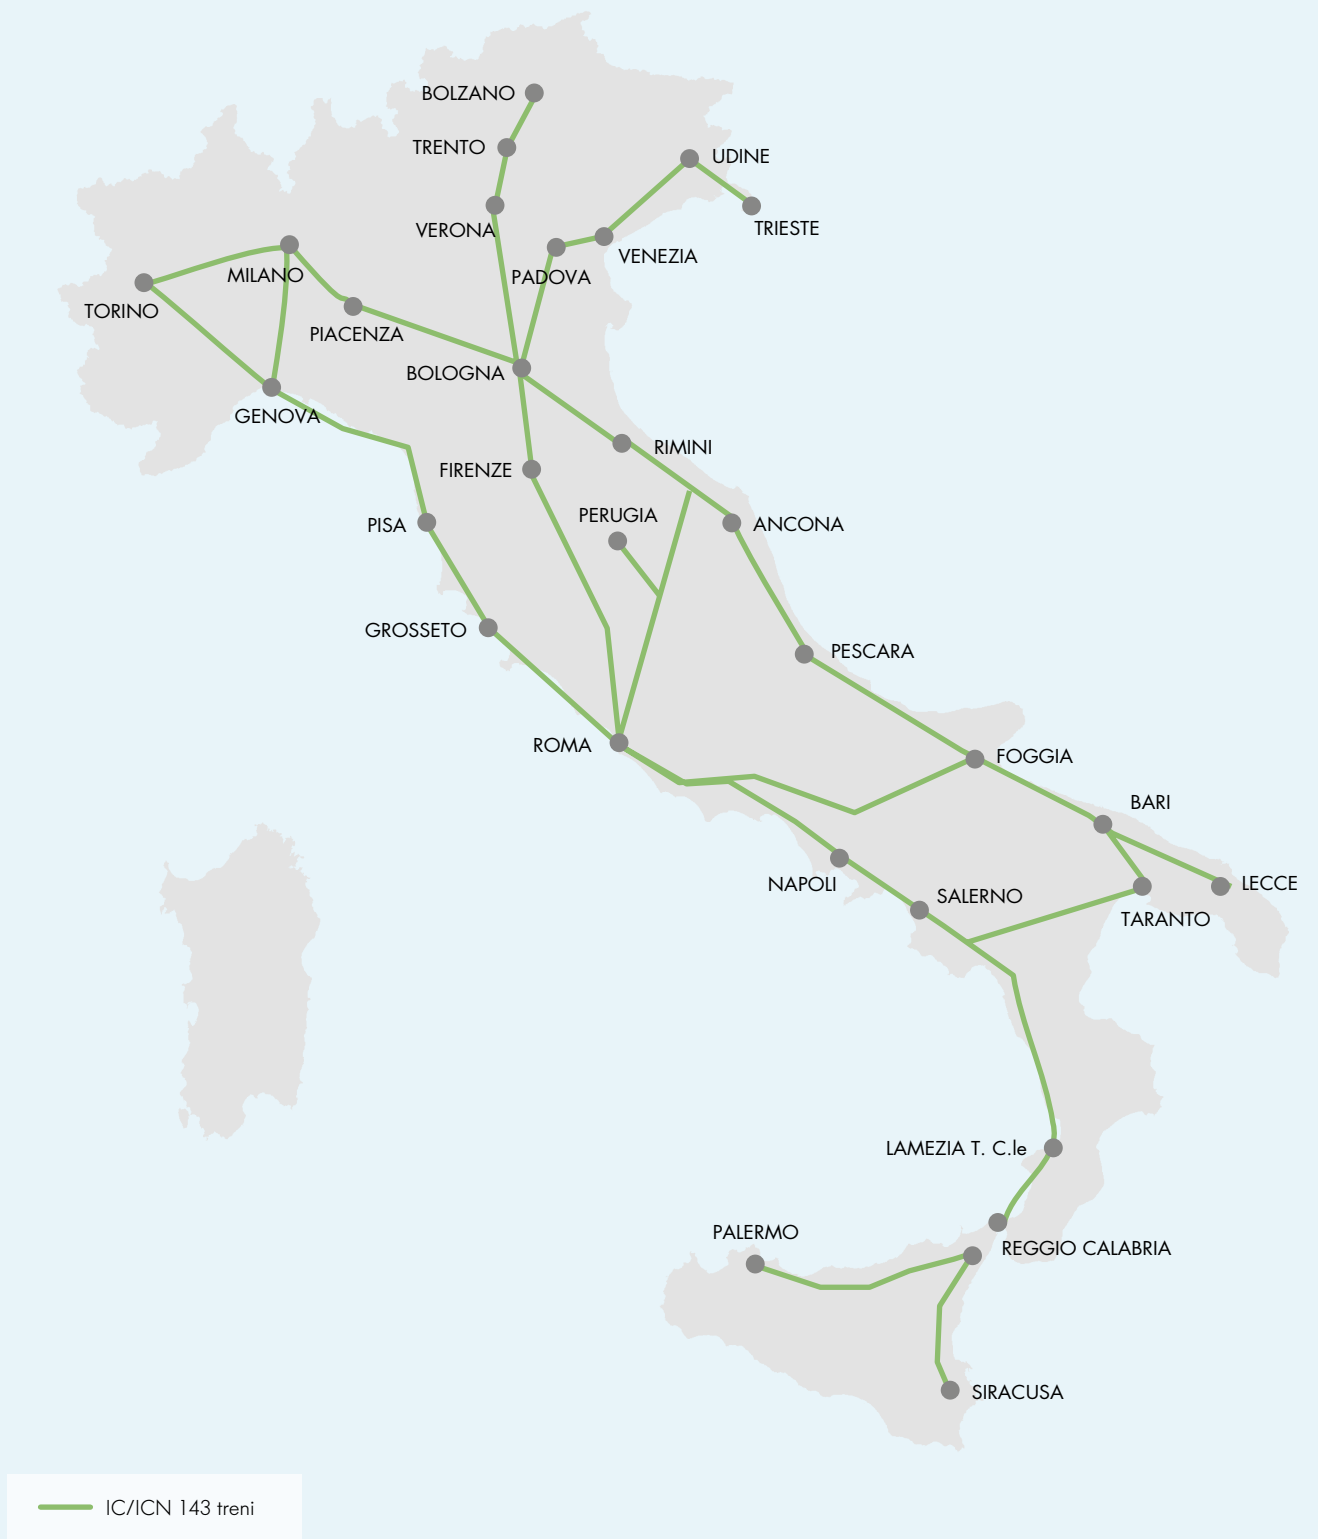 BOLZANO
TRENTO
UDINE
VERONA
TRIESTE
VENEZIA
PADOVA
MILANO
TORINO
PIACENZA
BOLOGNA
GENOVA
RIMINI
FIRENZE
PERUGIA
PISA
ANCONA
GROSSETO
PESCARA
ROMA
FOGGIA
BARI
NAPOLI
LECCE
SALERNO
TARANTO
LAMEZIA T. C.le
PALERMO
REGGIO CALABRIA
SIRACUSA
IC/ICN 143 treni